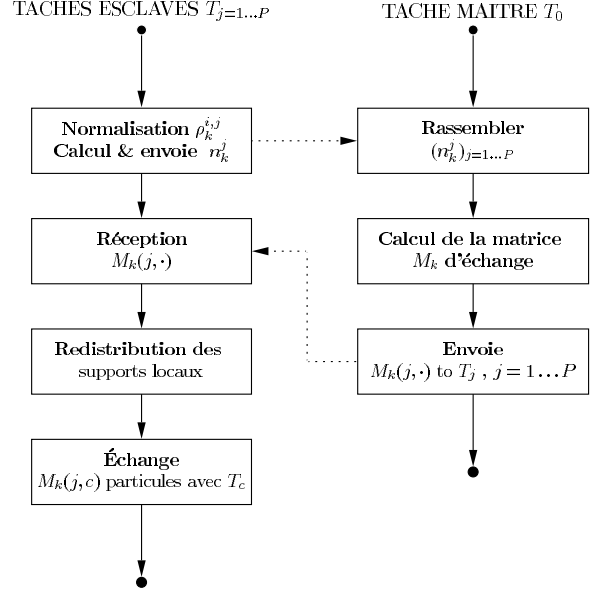 TACHES ESCLAVES T_{j=1...P}
Normalisation ρ_k^{i,j}
Calcul & envoie n_k^j
Réception
M_k(j,·)
Redistribution des
supports locaux
Échange
M_k(j,c) particules avec T_c
TACHE MAITRE T_0
Rassembler
(n_k^j)_{j=1...P}
Calcul de la matrice
M_k d'échange
Envoie
M_k(j,·) to T_j , j = 1...P